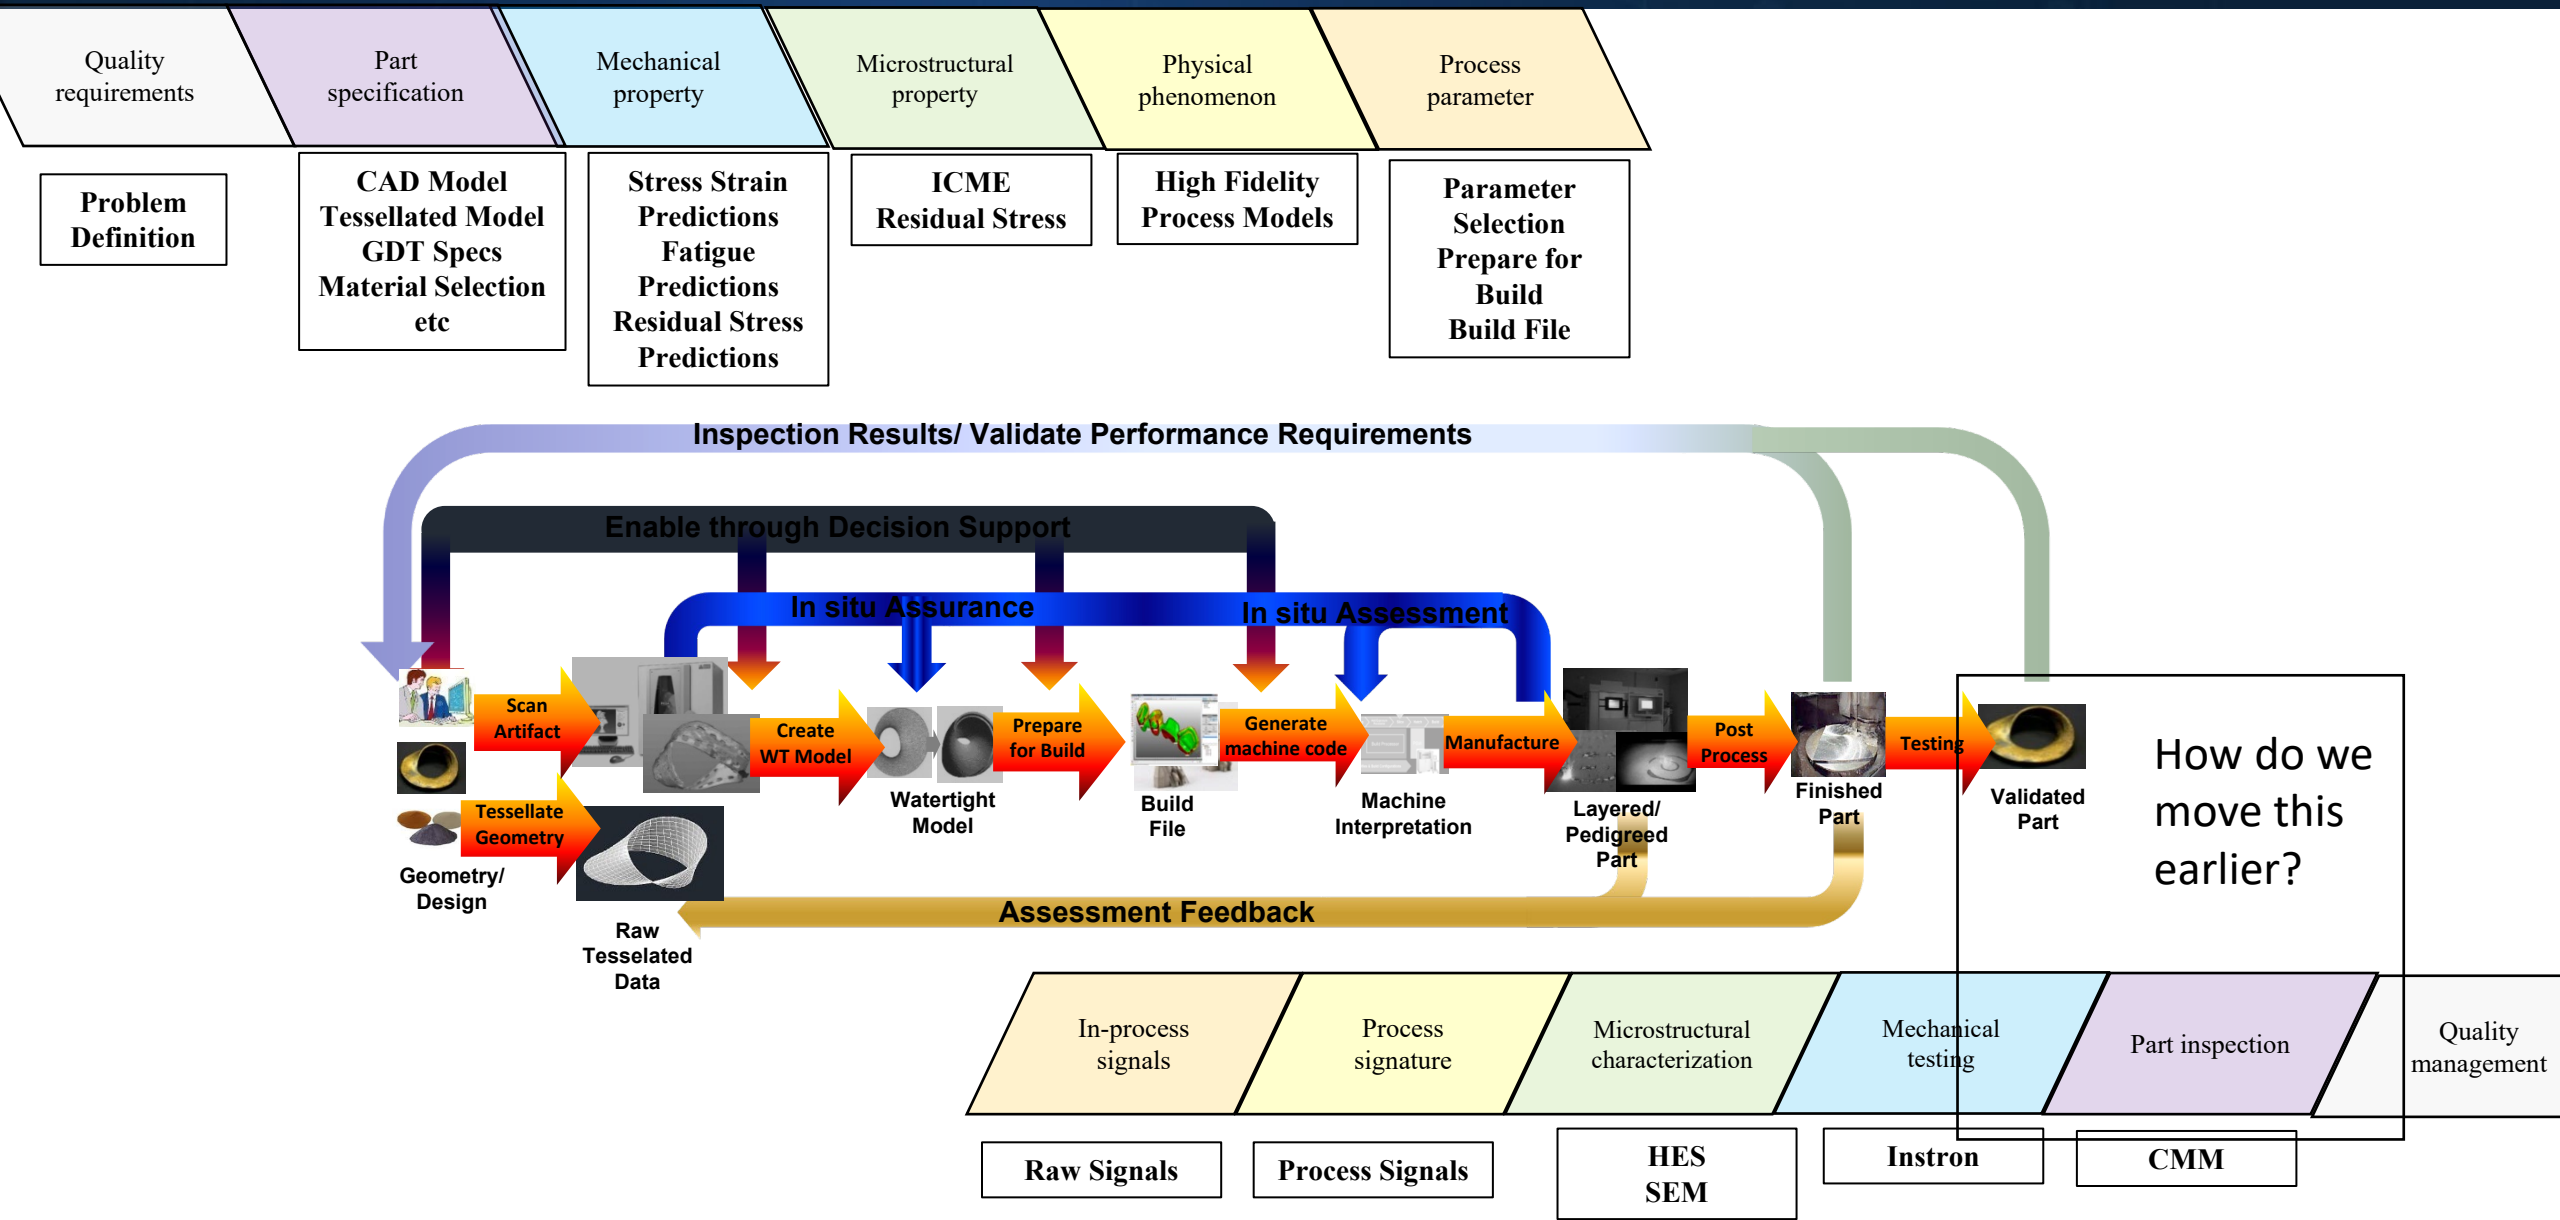 Quality
requirements
Part
specification
Mechanical
property
Microstructural
property
Physical
phenomenon
Process
parameter
Problem
Definition
CAD Model
Tessellated Model
GDT Specs
Material Selection
etc
Stress Strain
Predictions
Fatigue
Predictions
Residual Stress
Predictions
ICME
Residual Stress
High Fidelity
Process Models
Parameter
Selection
Prepare for
Build
Build File
Inspection Results/ Validate Performance Requirements
Enable through Decision Support
In situ Assurance
In situ Assessment
Scan
Artifact
Tessellate
Geometry
Geometry/
Design
Raw
Tesselated
Data
Create
WT Model
Watertight
Model
Prepare
for Build
Build
File
Generate
machine code
Machine
Interpretation
Manufacture
Layered/
Pedigreed
Part
Post
Process
Finished
Part
Testing
Validated
Part
How do we
move this
earlier?
Assessment Feedback
In-process
signals
Process
signature
Microstructural
characterization
Mechanical
testing
Part inspection
Quality
management
Raw Signals
Process Signals
HES
SEM
Instron
CMM